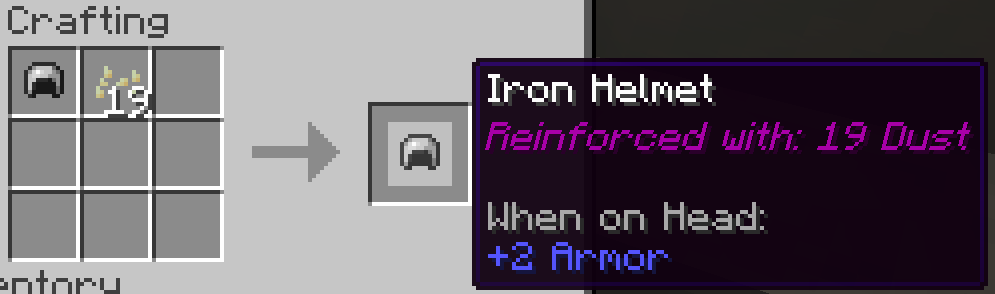 Crafting
19
Iron Helmet
Reinforced with: 19 Dust
When on Head:
+2 Armor
entory